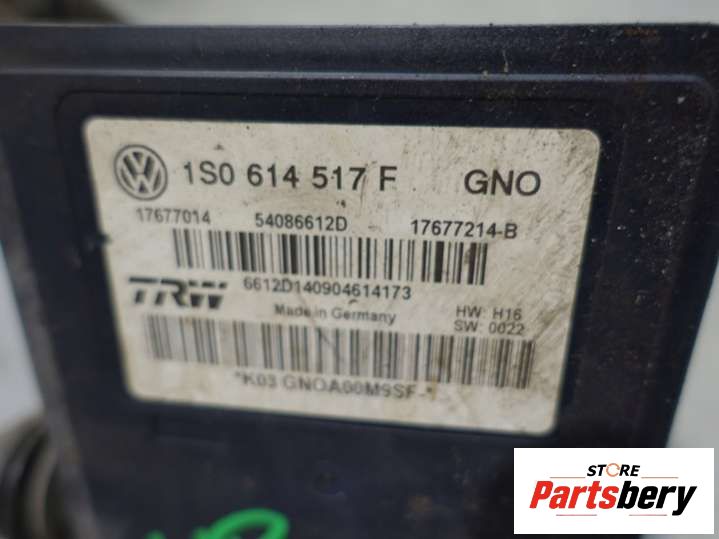 1S0 614 517 F GNO
17677014 54086612D 17677214-B
6612D140904614173
TRW Made in Germany HW: H16
SW: 0022
*K03 GNOA00M9SF-
STORE
Partsbery